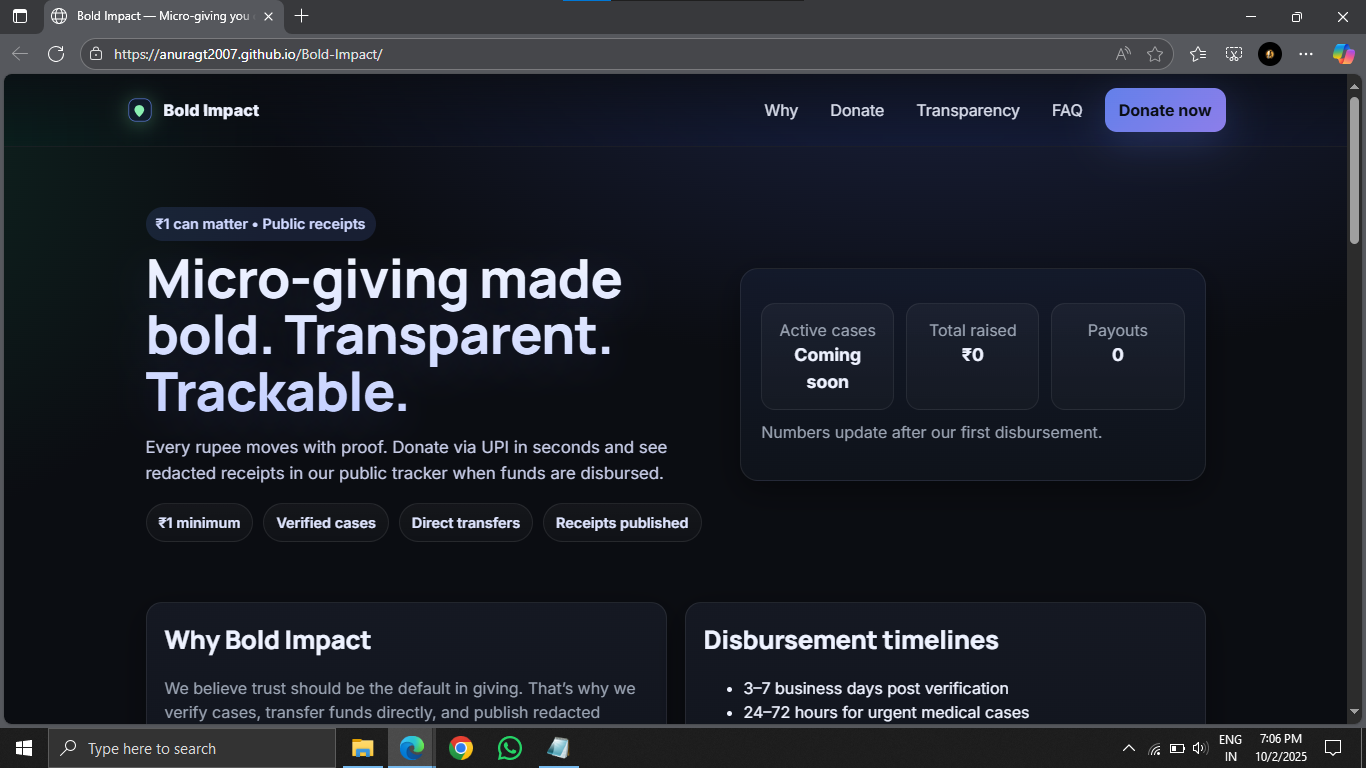 Bold Impact — Micro-giving you
https://anuragt2007.github.io/Bold-Impact/
Bold Impact
Why
Donate
Transparency
FAQ
Donate now
₹1 can matter • Public receipts
Micro-giving made
bold. Transparent.
Trackable.
Every rupee moves with proof. Donate via UPI in seconds and see
redacted receipts in our public tracker when funds are disbursed.
₹1 minimum
Verified cases
Direct transfers
Receipts published
Active cases
Coming
soon
Total raised
₹0
Payouts
0
Numbers update after our first disbursement.
Why Bold Impact
We believe trust should be the default in giving. That's why we
verify cases, transfer funds directly, and publish redacted
Disbursement timelines
• 3–7 business days post verification
• 24–72 hours for urgent medical cases
Type here to search
ENG
IN
7:06 PM
10/2/2025